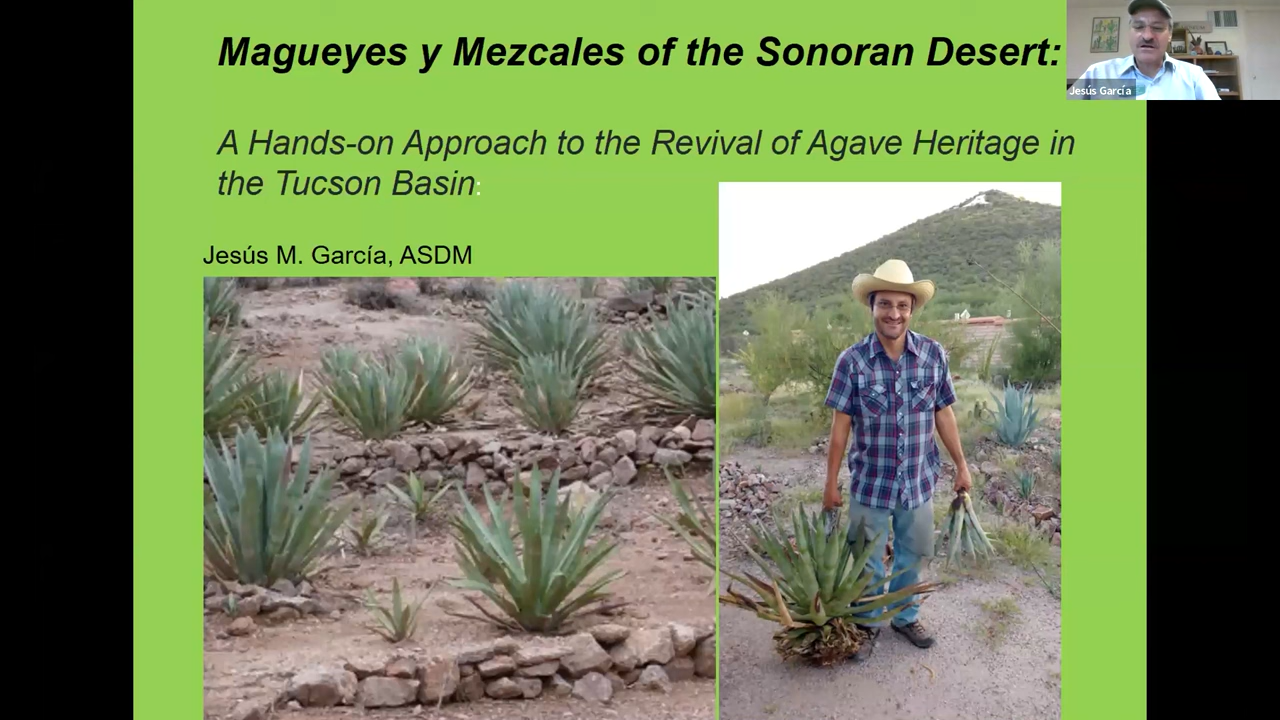 Magueyes y Mezcales of the Sonoran Desert:
A Hands-on Approach to the Revival of Agave Heritage in
the Tucson Basin:
Jesús M. García, ASDM
Jesús García